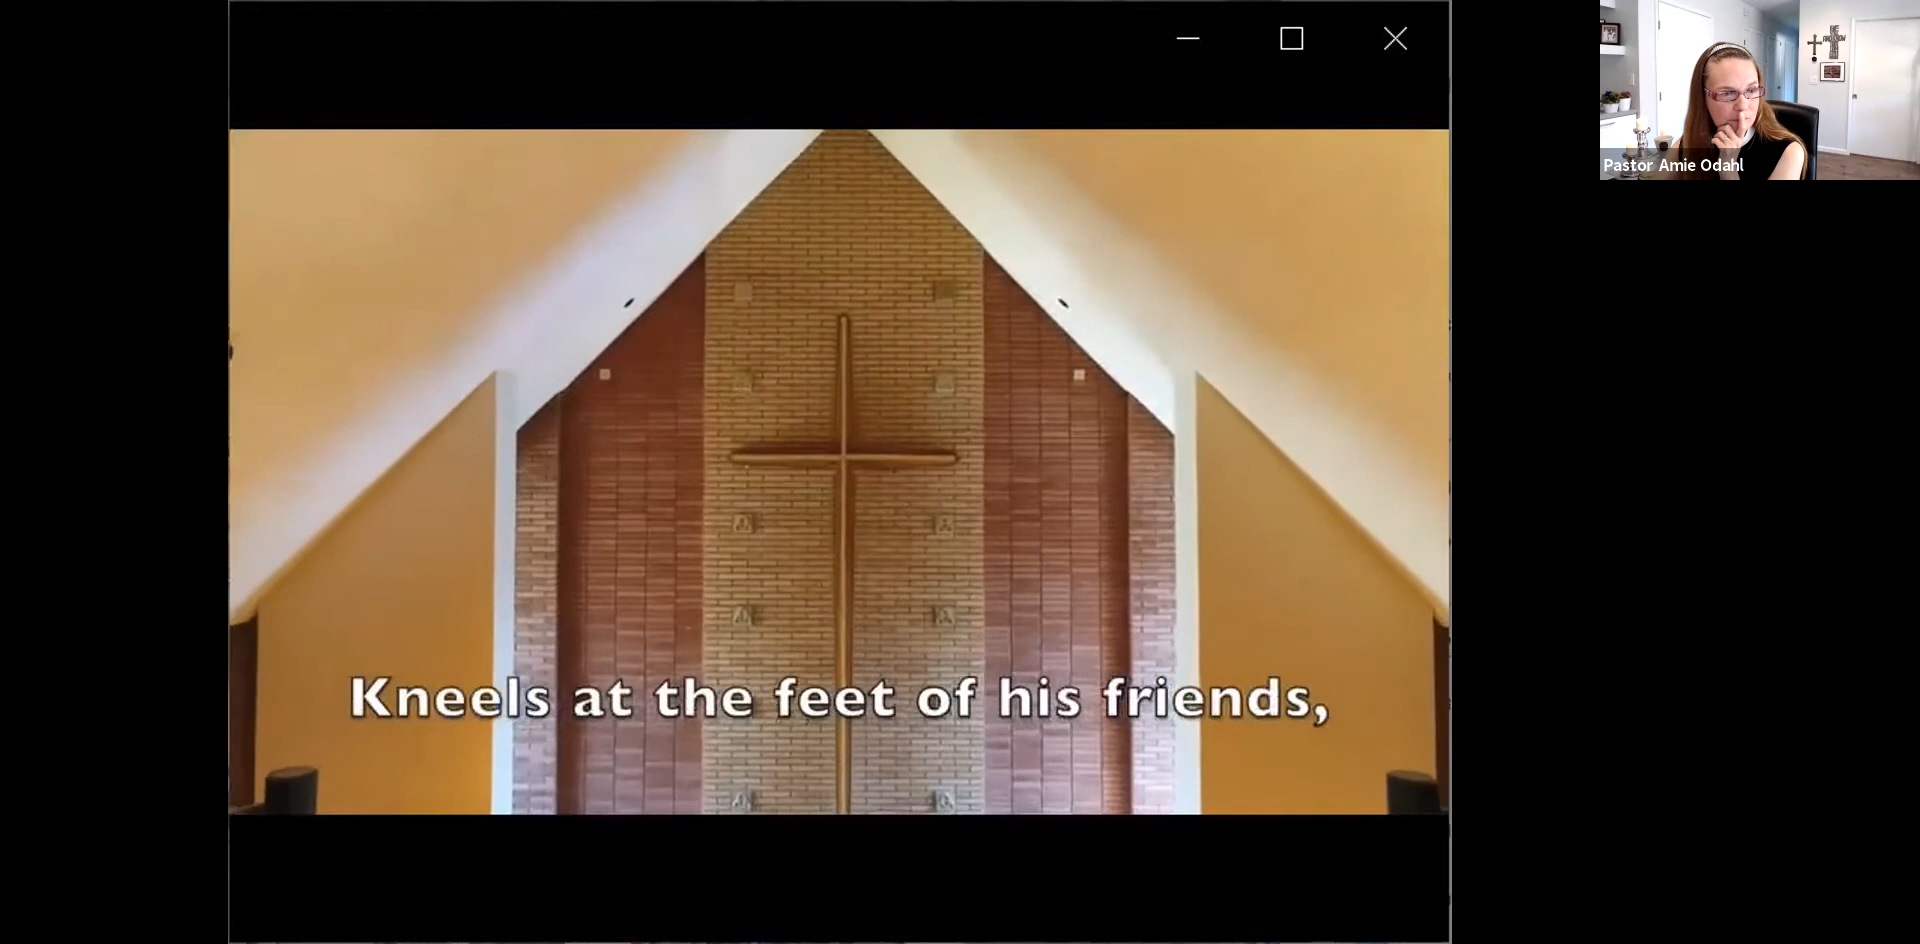 Kneels at the feet of his friends,
Pastor Amie Odahl